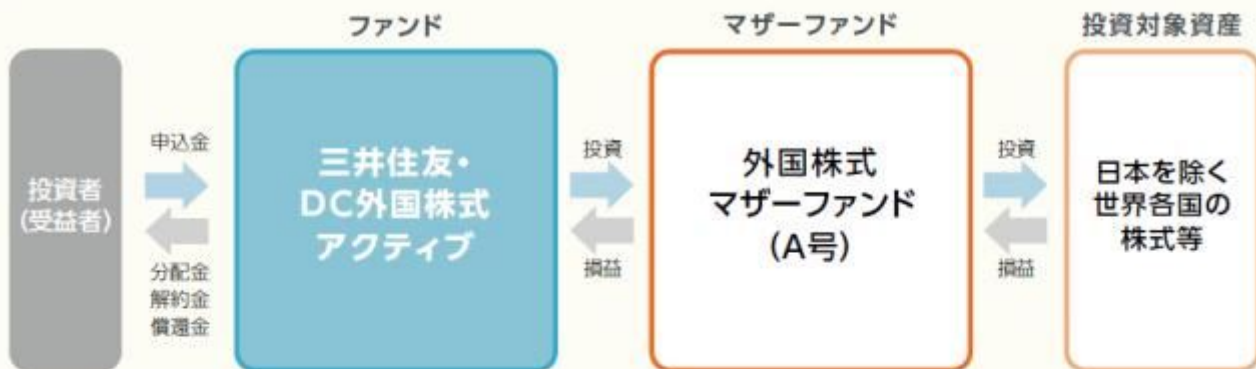 ファンド
マザーファンド
投資対象資産
投資者
(受益者)
申込金
分配金
解約金
償還金
三井住友・
DC外国株式
アクティブ
投資
損益
外国株式
マザーファンド
(A号)
投資
損益
日本を除く
世界各国の
株式等